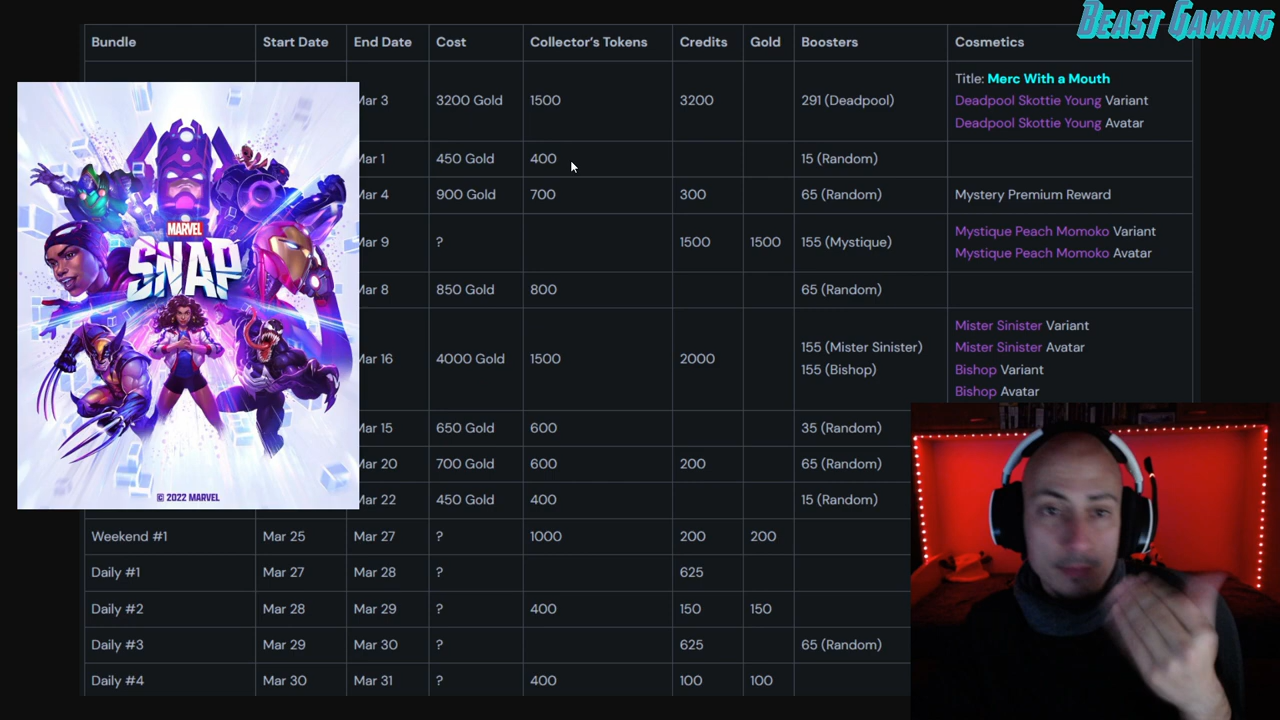 BEAST GAMING
Bundle Start Date End Date Cost Collector's Tokens Credits Gold Boosters Cosmetics
Mar 3 3200 Gold 1500 3200 291 (Deadpool) Title: Merc With a Mouth
Deadpool Skottie Young Variant
Deadpool Skottie Young Avatar
Mar 1 450 Gold 400 15 (Random)
Mar 4 900 Gold 700 300 65 (Random) Mystery Premium Reward
Mar 9 ? 1500 1500 155 (Mystique) Mystique Peach Momoko Variant
Mystique Peach Momoko Avatar
Mar 8 850 Gold 800 65 (Random)
Mar 16 4000 Gold 1500 2000 155 (Mister Sinister)
155 (Bishop)
Mister Sinister Variant
Mister Sinister Avatar
Bishop Variant
Bishop Avatar
Mar 15 650 Gold 600 35 (Random)
Mar 20 700 Gold 600 200 65 (Random)
Mar 22 450 Gold 400 15 (Random)
Weekend #1 Mar 25 Mar 27 ? 1000 200 200
Daily #1 Mar 27 Mar 28 ? 625
Daily #2 Mar 28 Mar 29 ? 400 150 150
Daily #3 Mar 29 Mar 30 ? 625 65 (Random)
Daily #4 Mar 30 Mar 31 ? 400 100 100
MARVEL
SNAP
© 2022 MARVEL